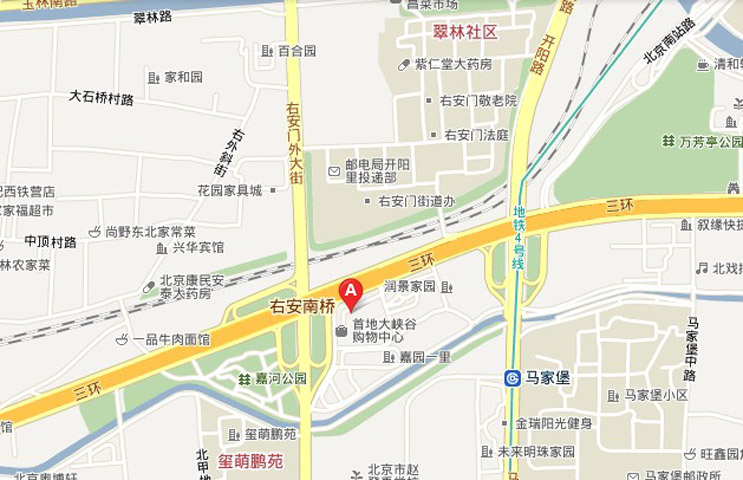 玉林南路
翠林路
昌菜市场
翠林社区
开阳路
北京南站路
百合园
家和园
紫仁堂大药房
清和
大石桥村路
右安门敬老院
右外斜街
右安门外大街
右安门法庭
万芳亭公园
邮电局开阳
里投递部
西铁营店
花园家具城
右安门街道办
家福超市
尚野东北家常菜
三环
地铁4号线
叙缘快捷
中顶村路
兴华宾馆
林农家菜
三环
北京康民安
泰大药房
润景家园
戏
A
右安南桥
首地大峡谷
购物中心
一品牛肉面馆
嘉园一里
马家堡中路
嘉河公园
马家堡
三环
马家堡小区
馆
金瑞阳光健身
玺萌鹏苑
未来明珠家园
旺鑫园
玺萌鹏苑
北甲地
北京市赵
马家堡邮政所
北京奥博轩
马